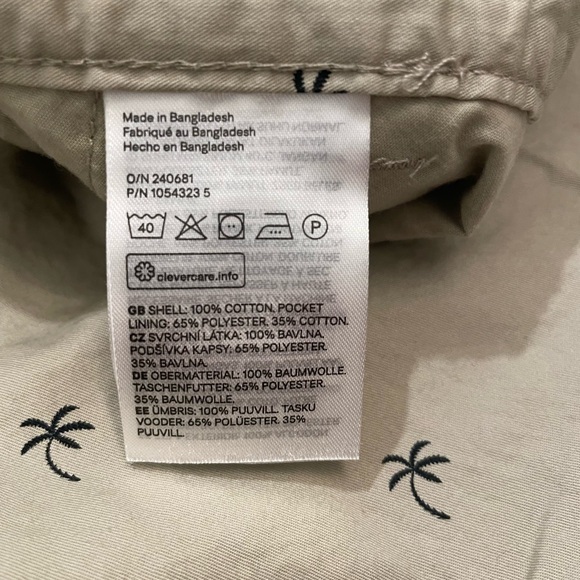 Made in Bangladesh
Fabriqué au Bangladesh
Hecho en Bangladesh
O/N 240681
P/N 1054323 5
40
P
clevercare.info
GB SHELL: 100% COTTON. POCKET
LINING: 65% POLYESTER. 35% COTTON.
CZ SVRCHNÍ LÁTKA: 100% BAVLNA.
PODŠÍVKA KAPSY: 65% POLYESTER.
35% BAVLNA.
DE OBERMATERIAL: 100% BAUMWOLLE.
TASCHENFUTTER: 65% POLYESTER.
35% BAUMWOLLE.
EE ÜMBRIS: 100% PUUVILL. TASKU
VOODER: 65% POLÜESTER. 35%
PUUVILL.